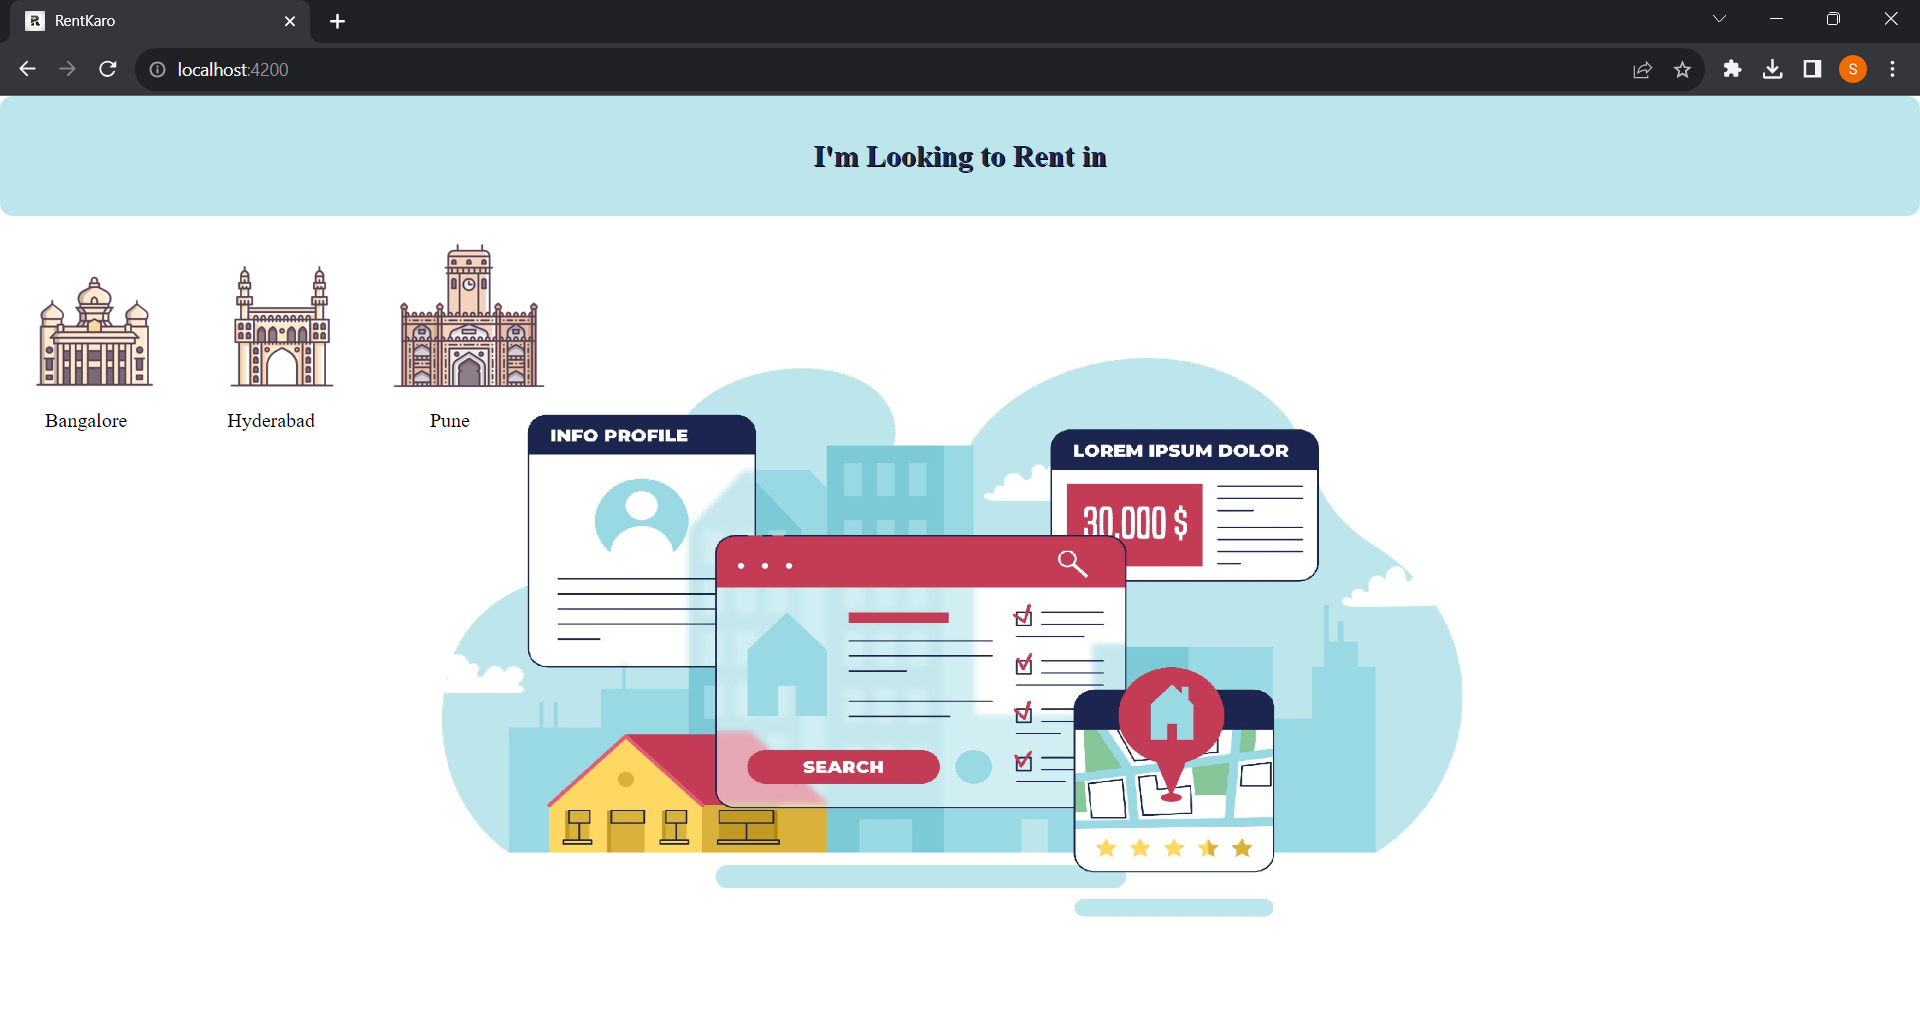 RentKaro
localhost:4200
S
I'm Looking to Rent in
Bangalore
Hyderabad
Pune
INFO PROFILE
LOREM IPSUM DOLOR
30.000 $
SEARCH